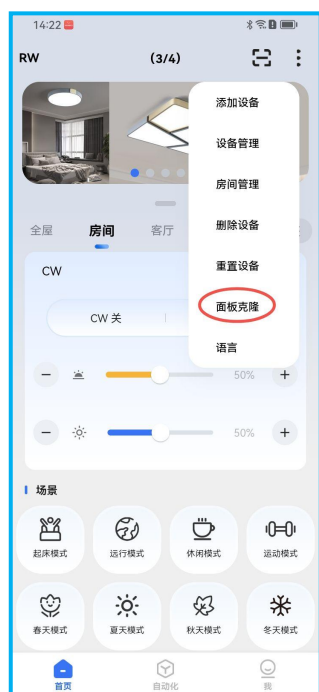 14:22
RW (3/4)
添加设备
设备管理
房间管理
删除设备
重置设备
面板克隆
语言
全屋 房间 客厅
CW
CW 关
50%
50%
场景
起床模式 远行模式 休闲模式 运动模式
春天模式 夏天模式 秋天模式 冬天模式
首页 自动化 我